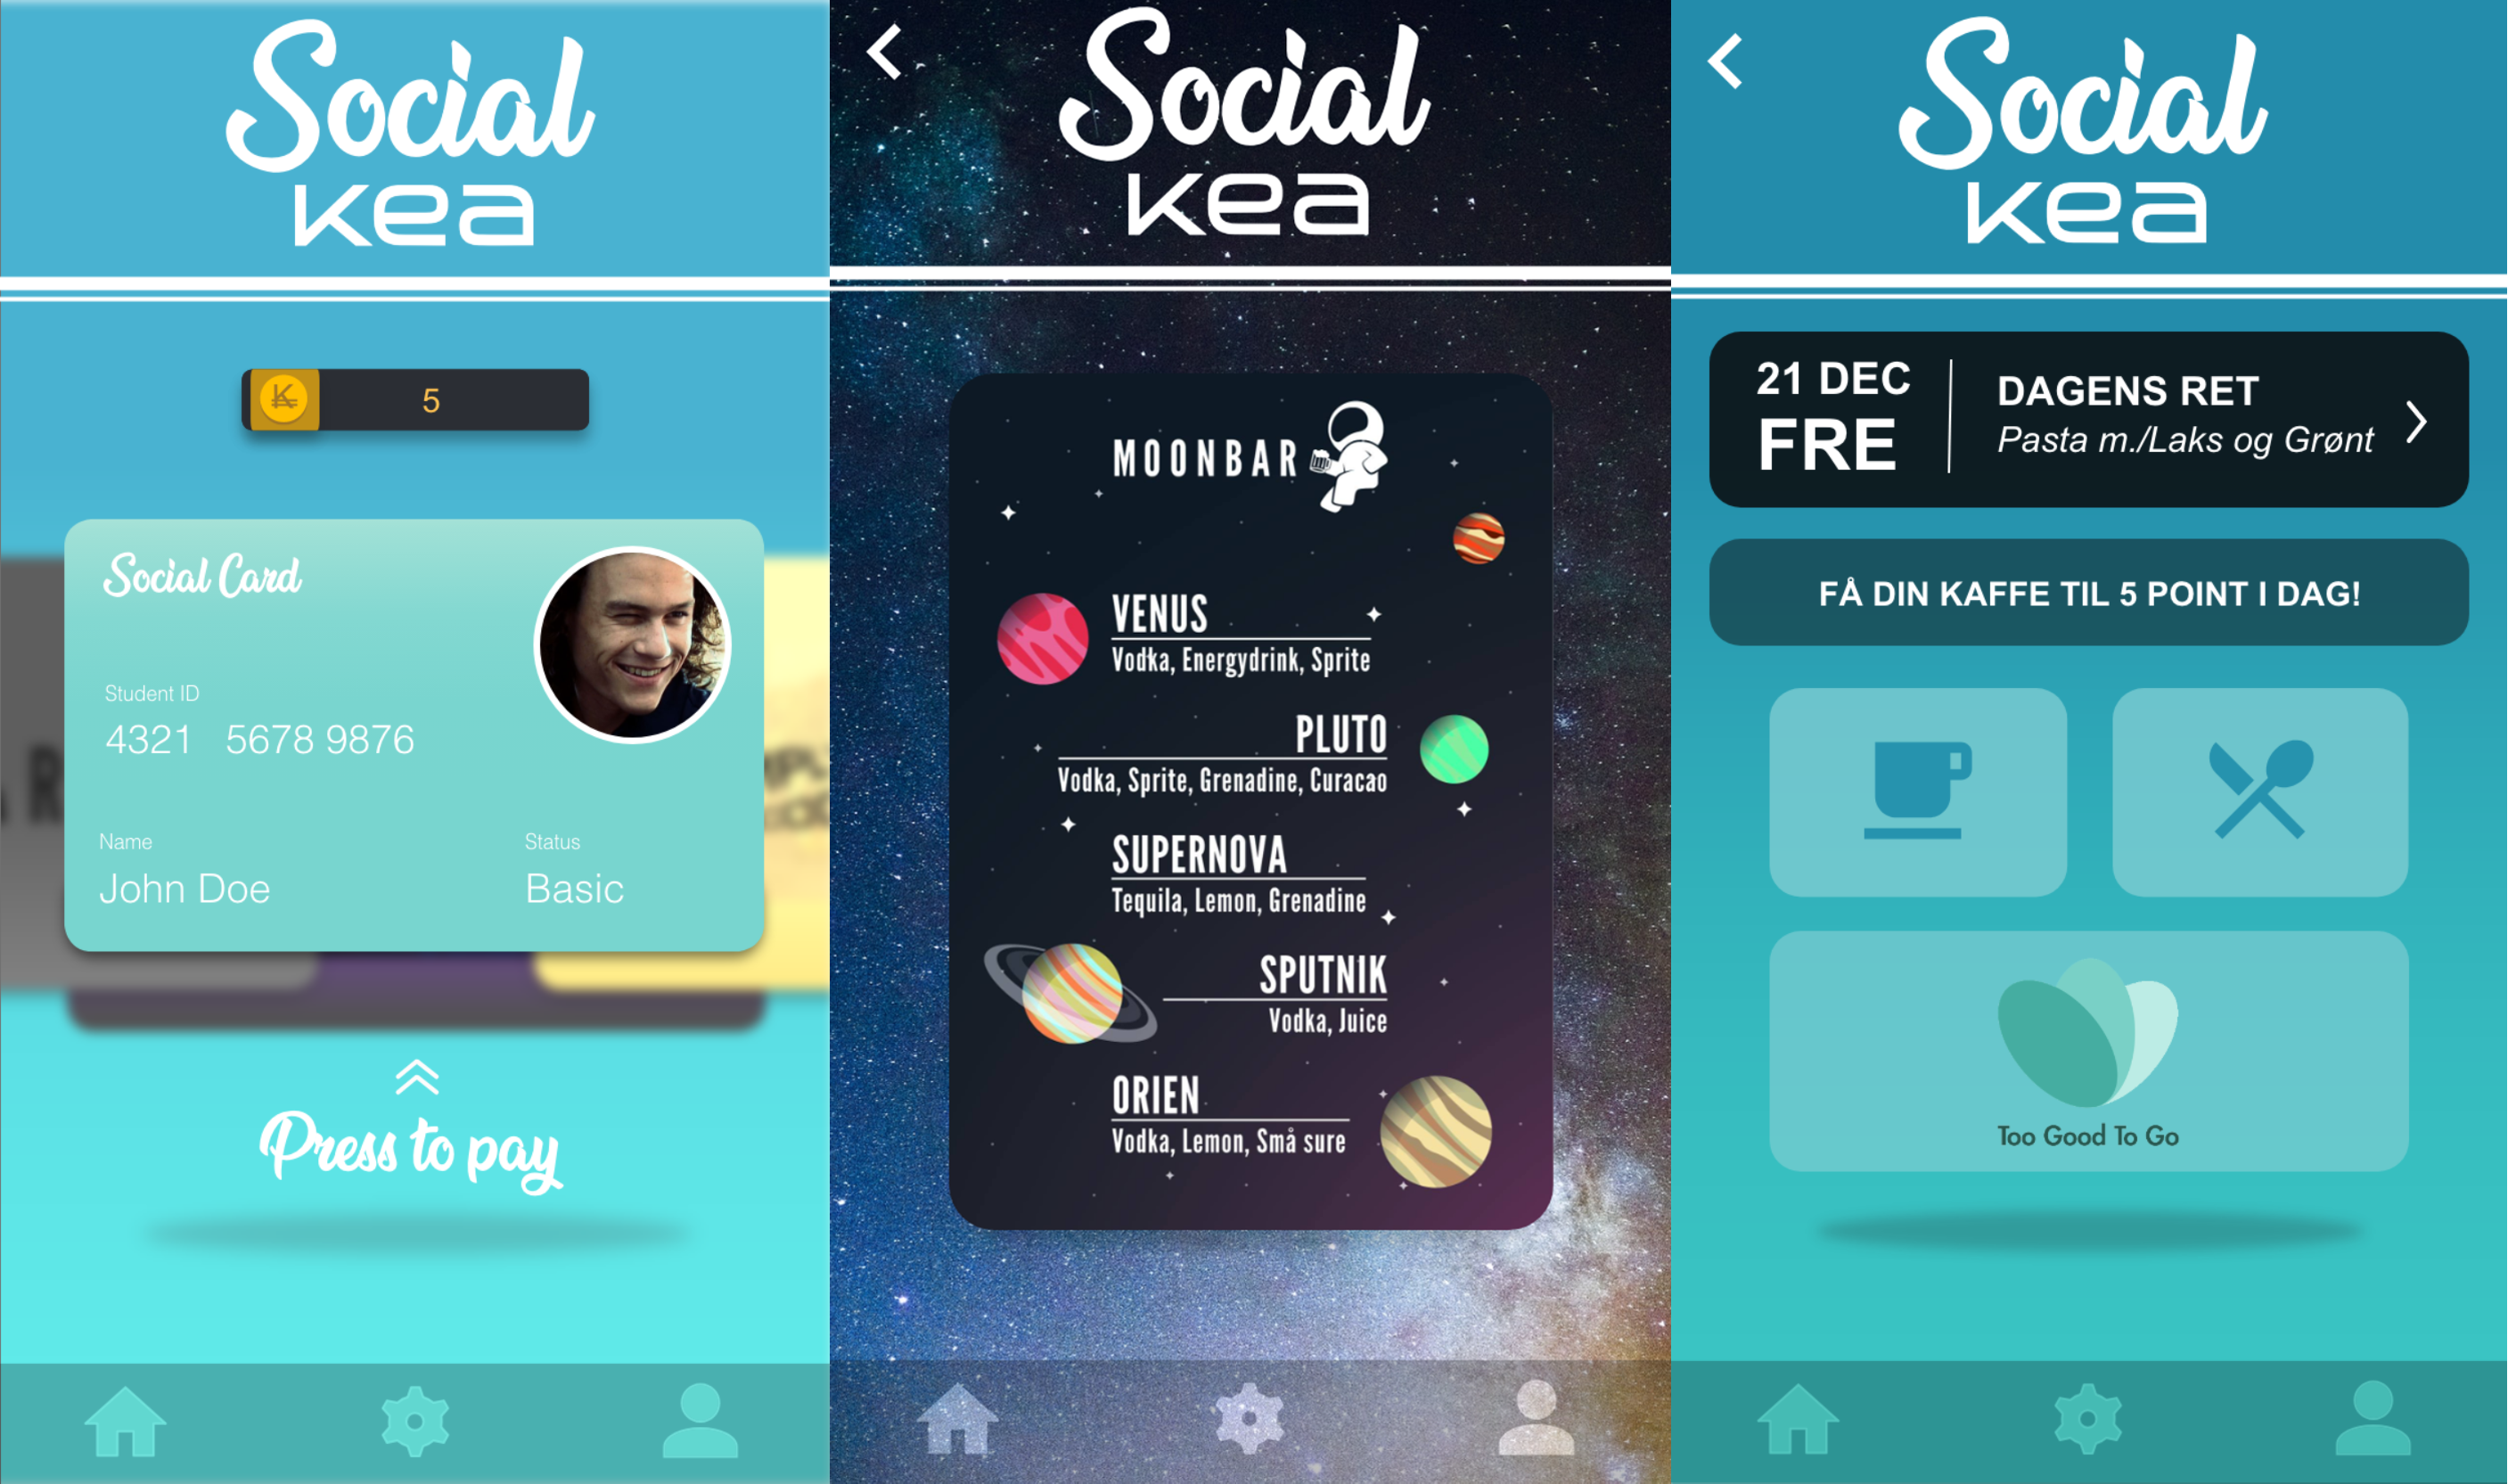 Social
kea
5
Social Card
Student ID
4321 5678 9876
Name
Status
John Doe
Basic
Press to pay
Social
kea
MOONBAR
VENUS
Vodka, Energydrink, Sprite
PLUTO
Vodka, Sprite, Grenadine, Curacao
SUPERNOVA
Tequila, Lemon, Grenadine
SPUTNIK
Vodka, Juice
ORIEN
Vodka, Lemon, Små sure
Social
kea
21 DEC
FRE
DAGENS RET
Pasta m./Laks og Grønt
FÅ DIN KAFFE TIL 5 POINT I DAG!
Too Good To Go